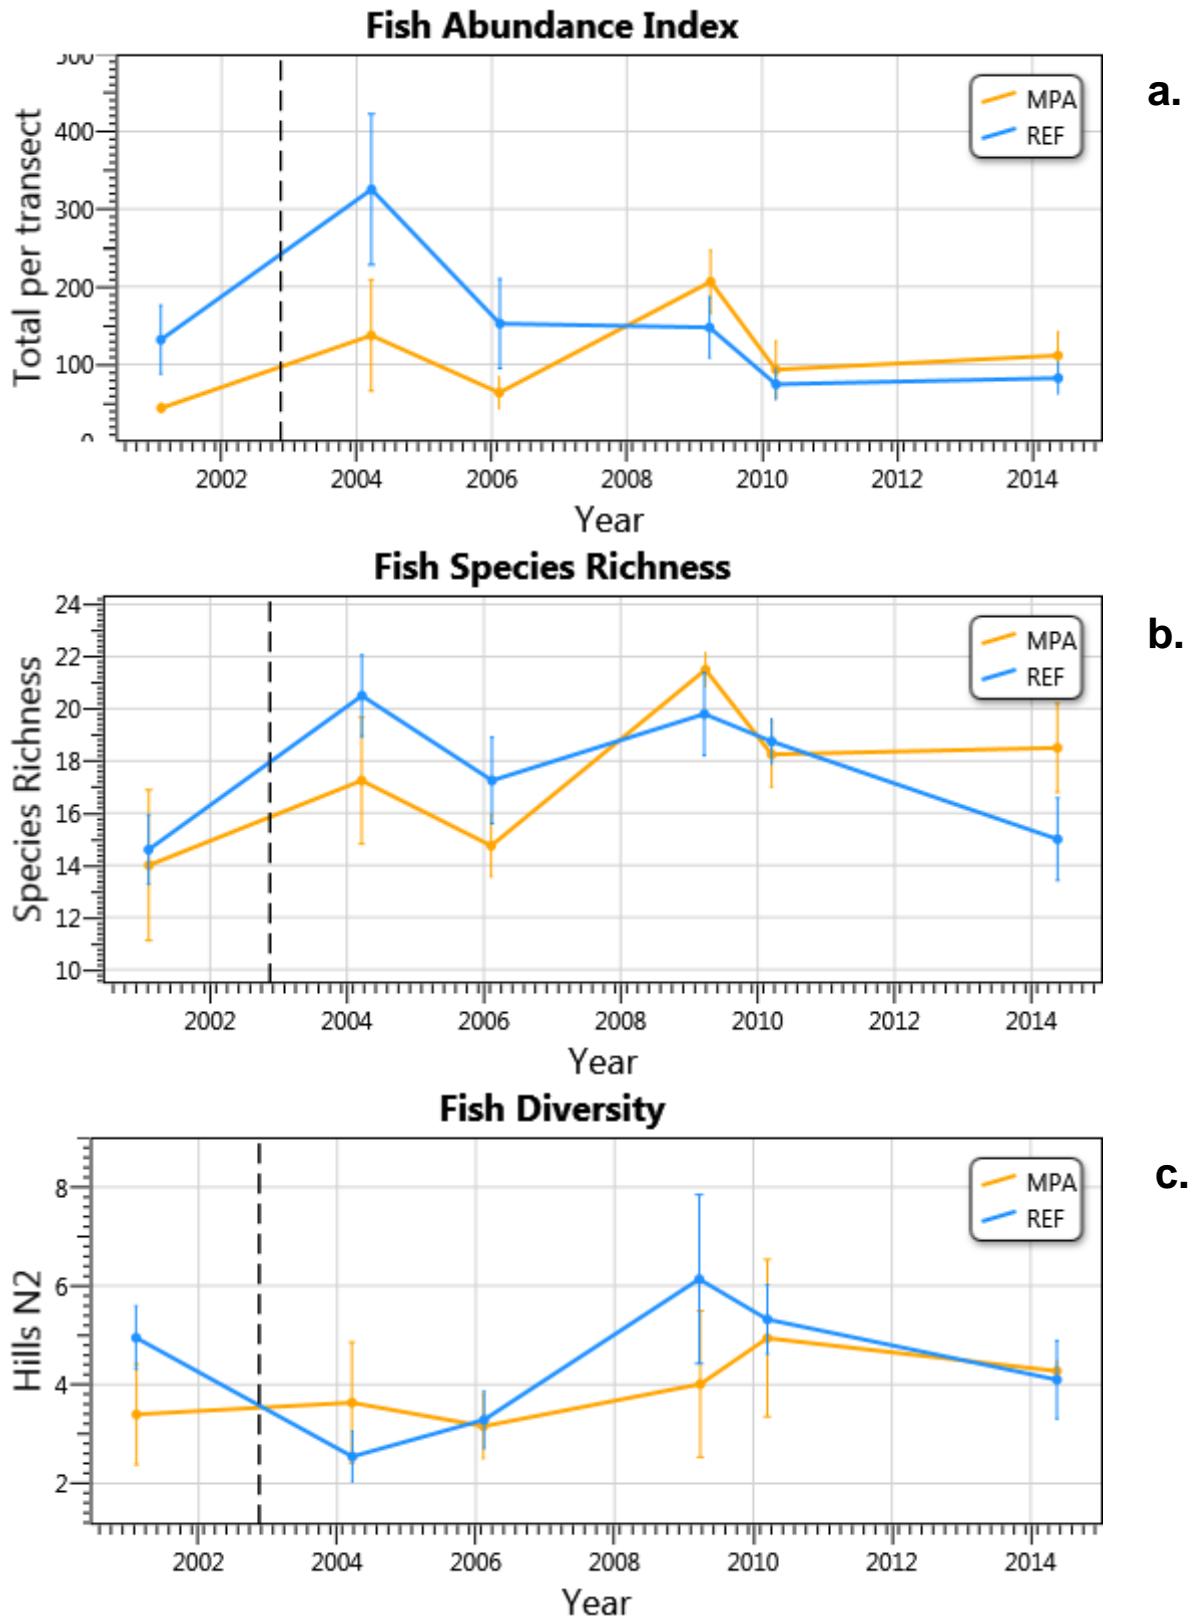 Fish Abundance Index
a.
Total per transect
500
400
300
200
100
0
MPA
REF
2002 2004 2006 2008 2010 2012 2014
Year
Fish Species Richness
b.
Species Richness
24
22
20
18
16
14
12
10
MPA
REF
2002 2004 2006 2008 2010 2012 2014
Year
Fish Diversity
c.
Hills N2
8
6
4
2
MPA
REF
2002 2004 2006 2008 2010 2012 2014
Year